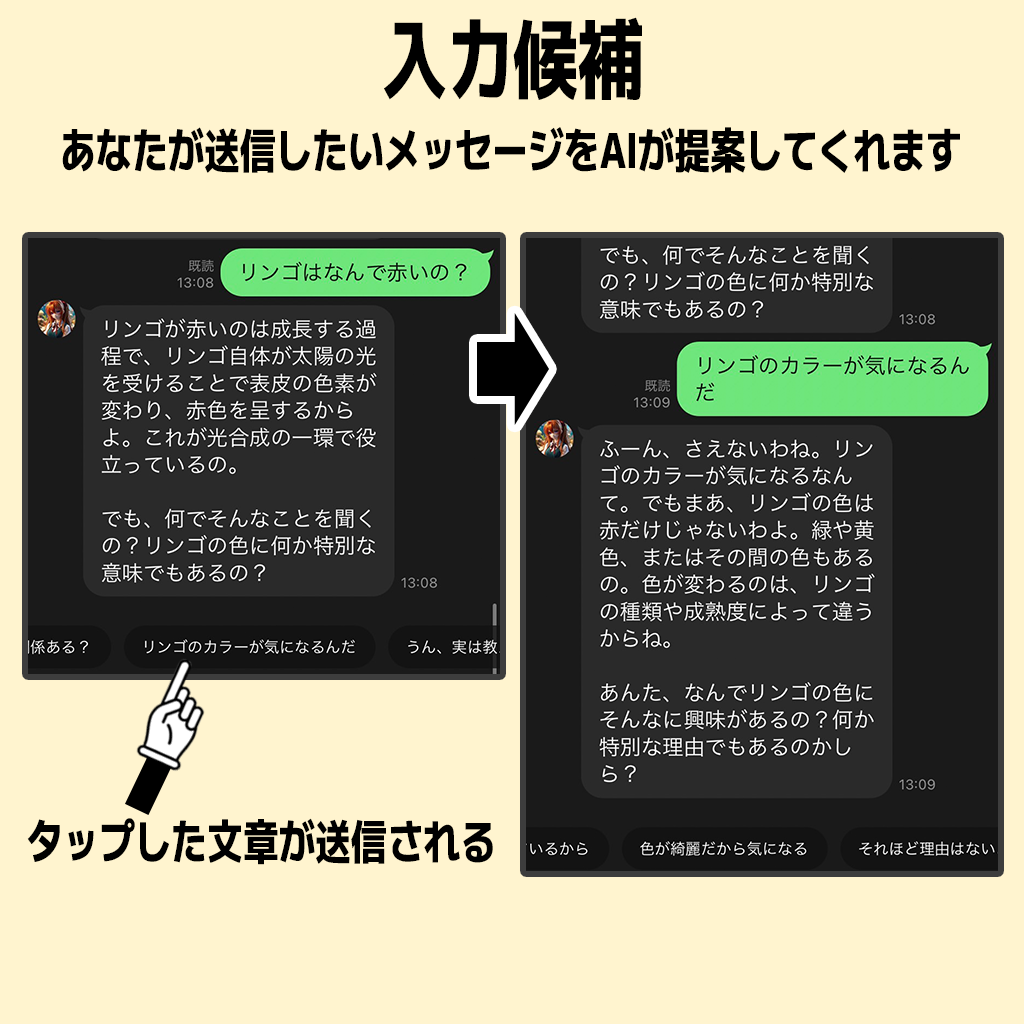 入力候補
あなたが送信したいメッセージをAIが提案してくれます
既読
13:08
リンゴはなんで赤いの？
リンゴが赤いのは成長する過
程で、リンゴ自体が太陽の光
を受けることで表皮の色素が
変わり、赤色を呈するから
よ。これが光合成の一環で役
立っているの。
でも、何でそんなことを聞く
の？リンゴの色に何か特別な
意味でもあるの？
13:08
係ある？
リンゴのカラーが気になるんだ
うん、実は教
タップした文章が送信される
でも、何でそんなことを聞く
の？リンゴの色に何か特別な
意味でもあるの？
13:08
既読
13:09
リンゴのカラーが気になるん
だ
ふーん、さえないわね。リン
ゴのカラーが気になるなん
て。でもまあ、リンゴの色は
赤だけじゃないわよ。緑や黄
色、またはその間の色もある
の。色が変わるのは、リンゴ
の種類や成熟度によって違う
からね。
あんた、なんでリンゴの色に
そんなに興味があるの？何か
特別な理由でもあるのかし
ら？
13:09
いるから
色が綺麗だから気になる
それほど理由はない